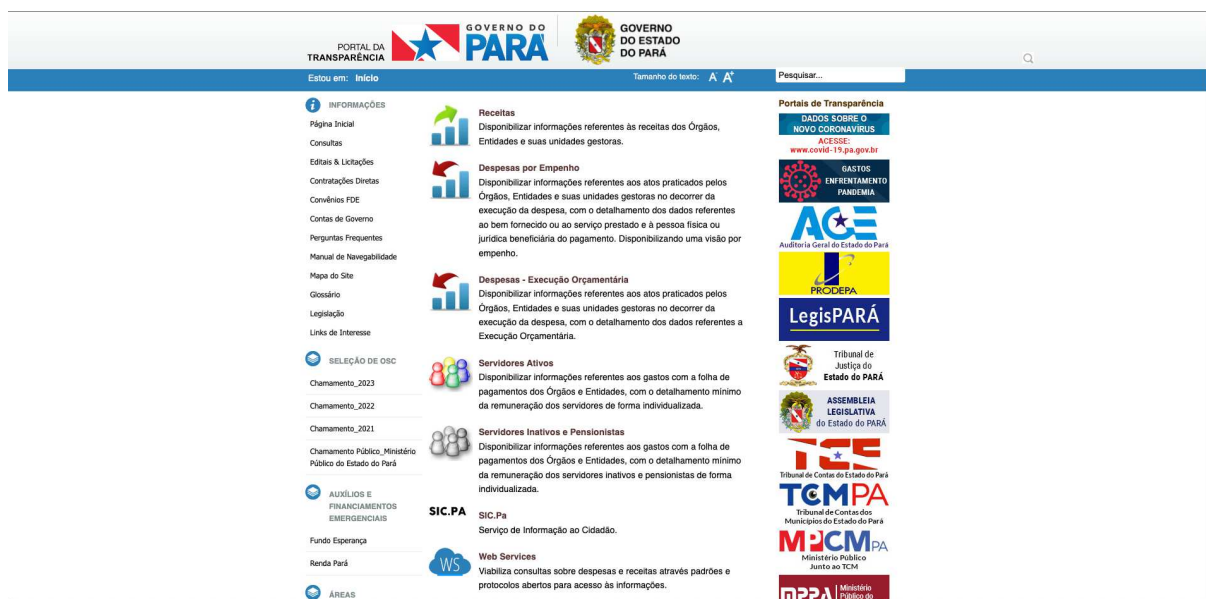 PORTAL DA
TRANSPARÊNCIA
GOVERNO DO
PARÁ
GOVERNO
DO ESTADO
DO PARÁ
Estou em: Início
Tamanho do texto: A- A+
Pesquisar...
INFORMAÇÕES
Página Inicial
Consultas
Editais & Licitações
Contratações Diretas
Convênios FDE
Contas de Governo
Perguntas Frequentes
Manual de Navegabilidade
Mapa do Site
Glossário
Legislação
Links de Interesse
SELEÇÃO DE OSC
Chamamento_2023
Chamamento_2022
Chamamento_2021
Chamamento Público_Ministério
Público do Estado do Pará
AUXÍLIOS E
FINANCIAMENTOS
EMERGENCIAIS
Fundo Esperança
Renda Pará
ÁREAS
Receitas
Disponibilizar informações referentes às receitas dos Órgãos,
Entidades e suas unidades gestoras.
Despesas por Empenho
Disponibilizar informações referentes aos atos praticados pelos
Órgãos, Entidades e suas unidades gestoras no decorrer da
execução da despesa, com o detalhamento dos dados referentes
ao bem fornecido ou ao serviço prestado e à pessoa física ou
jurídica beneficiária do pagamento. Disponibilizando uma visão por
empenho.
Despesas - Execução Orçamentária
Disponibilizar informações referentes aos atos praticados pelos
Órgãos, Entidades e suas unidades gestoras no decorrer da
execução da despesa, com o detalhamento dos dados referentes a
Execução Orçamentária.
Servidores Ativos
Disponibilizar informações referentes aos gastos com a folha de
pagamentos dos Órgãos e Entidades, com o detalhamento mínimo
da remuneração dos servidores de forma individualizada.
Servidores Inativos e Pensionistas
Disponibilizar informações referentes aos gastos com a folha de
pagamentos dos Órgãos e Entidades, com o detalhamento mínimo
da remuneração dos servidores inativos e pensionistas de forma
individualizada.
SIC.PA
SIC.Pa
Serviço de Informação ao Cidadão.
WS
Web Services
Viabiliza consultas sobre despesas e receitas através padrões e
protocolos abertos para acesso às informações.
Portais de Transparência
DADOS SOBRE O
NOVO CORONAVÍRUS
ACESSE:
www.covid-19.pa.gov.br
GASTOS
ENFRENTAMENTO
PANDEMIA
AGE
Auditoria Geral do Estado do Pará
PRODEPA
LegisPARÁ
Tribunal de
Justiça do
Estado do PARÁ
ASSEMBLEIA
LEGISLATIVA
do Estado do PARÁ
TCE
Tribunal de Contas do Estado do Pará
TCMPA
Tribunal de Contas dos
Municípios do Estado do Pará
MPCMPA
Ministério Público
Junto ao TCM
MPPA
Ministério
Público do